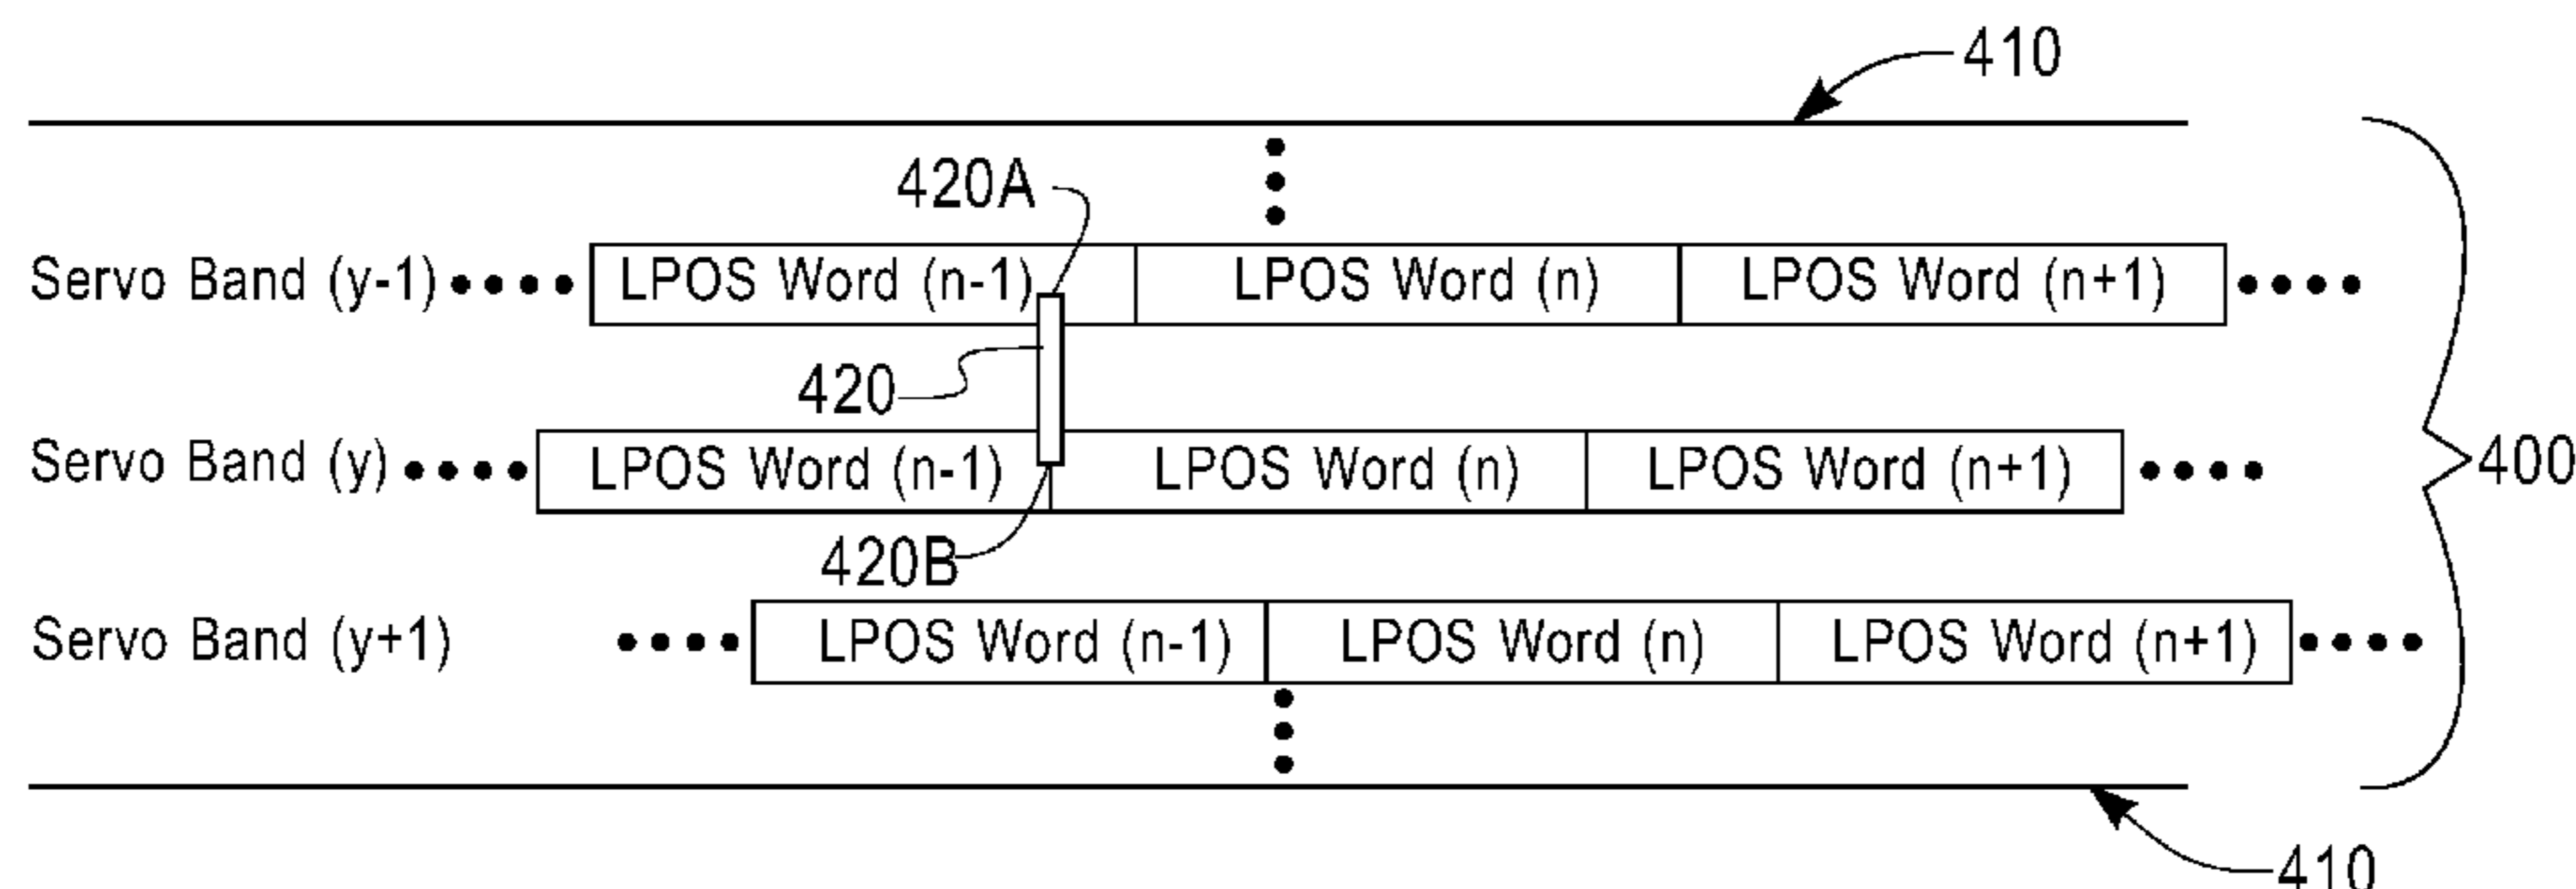 410
420A
Servo Band (y-1) •••• LPOS Word (n-1) LPOS Word (n) LPOS Word (n+1) ••••
420
Servo Band (y) •••• LPOS Word (n-1) LPOS Word (n) LPOS Word (n+1) ••••
400
420B
Servo Band (y+1) •••• LPOS Word (n-1) LPOS Word (n) LPOS Word (n+1) ••••
410